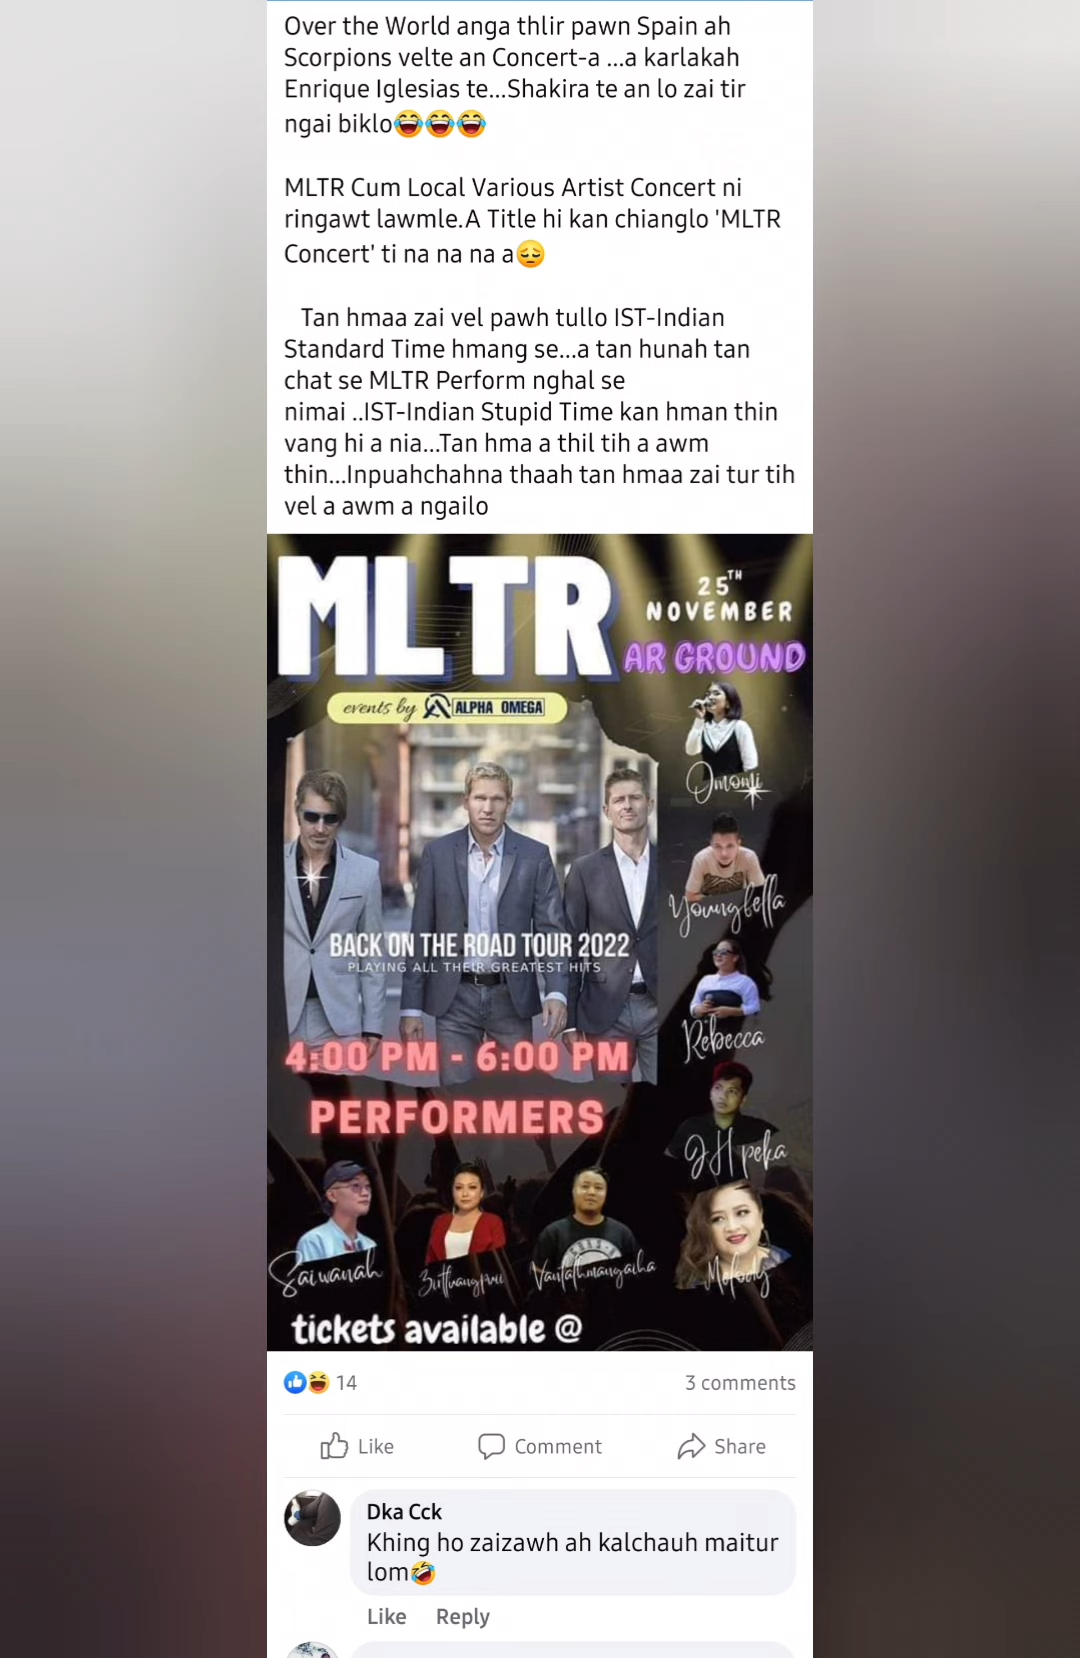 Over the World anga thlir pawn Spain ah
Scorpions velte an Concert-a ...a karlakah
Enrique Iglesias te...Shakira te an lo zai tir
ngai biklo😂😂😂
MLTR Cum Local Various Artist Concert ni
ringawt lawmle.A Title hi kan chianglo 'MLTR
Concert' ti na na na a😔
Tan hmaa zai vel pawh tullo IST-Indian
Standard Time hmang se...a tan hunah tan
chat se MLTR Perform nghal se
nimai ..IST-Indian Stupid Time kan hman thin
vang hi a nia...Tan hma a thil tih a awm
thin...Inpuahchahna thaah tan hmaa zai tur tih
vel a awm a ngailo
MLTR
25TH
NOVEMBER
AR GROUND
events by ALPHA OMEGA
Omomi
Youngfella
Rebecca
JH peka
BACK ON THE ROAD TOUR 2022
PLAYING ALL THEIR GREATEST HITS
4:00 PM - 6:00 PM
PERFORMERS
Saiwanah
Vantathmangaiha
Melody
tickets available @
14
3 comments
Like
Comment
Share
Dka Cck
Khing ho zaizawh ah kalchauh maitur
lom🤣
Like Reply